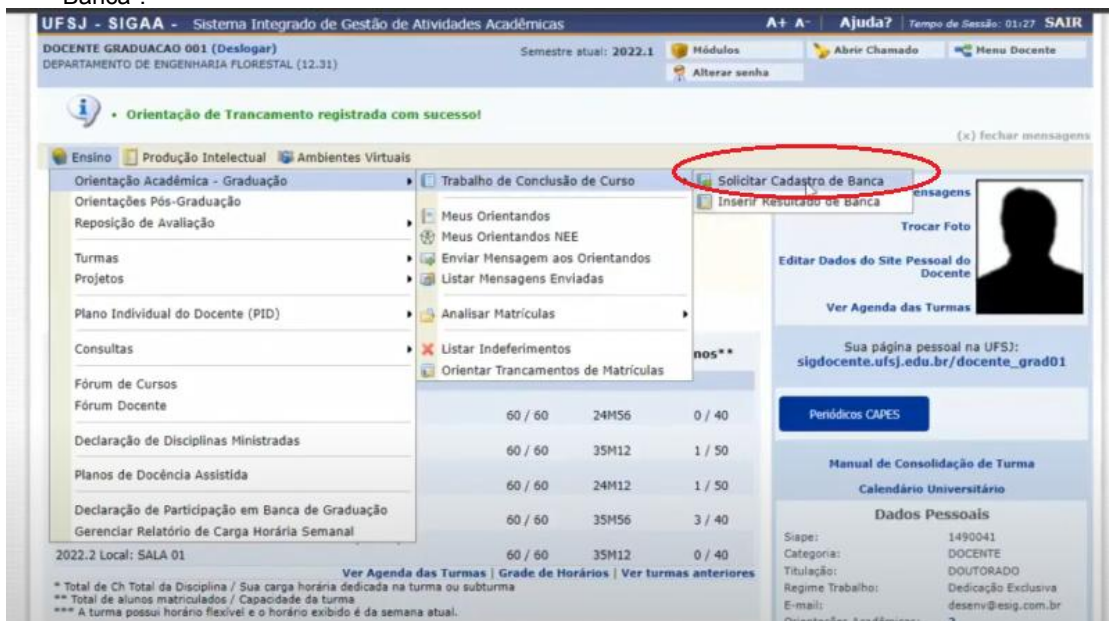 "Banca".
UFSJ - SIGAA - Sistema Integrado de Gestão de Atividades Acadêmicas A+ A- | Ajuda? | Tempo de Sessão: 01:27 SAIR
DOCENTE GRADUACAO 001 (Deslogar) Semestre atual: 2022.1 Módulos Abrir Chamado Menu Docente
DEPARTAMENTO DE ENGENHARIA FLORESTAL (12.31) Alterar senha
• Orientação de Trancamento registrada com sucesso!
(x) fechar mensagens
Ensino Produção Intelectual Ambientes Virtuais
Orientação Acadêmica - Graduação
Orientações Pós-Graduação
Reposição de Avaliação
Turmas
Projetos
Plano Individual do Docente (PID)
Consultas
Fórum de Cursos
Fórum Docente
Declaração de Disciplinas Ministradas
Planos de Docência Assistida
Declaração de Participação em Banca de Graduação
Gerenciar Relatório de Carga Horária Semanal
Trabalho de Conclusão de Curso
Meus Orientandos
Meus Orientandos NEE
Enviar Mensagem aos Orientandos
Listar Mensagens Enviadas
Analisar Matrículas
Listar Indeferimentos
Orientar Trancamentos de Matrículas
Solicitar Cadastro de Banca
Inserir Resultado de Banca
nos**
60 / 60 24M56 0 / 40
60 / 60 35M12 1 / 50
60 / 60 24M12 1 / 50
60 / 60 35M56 3 / 40
2022.2 Local: SALA 01 60 / 60 35M12 0 / 40
Ver Agenda das Turmas | Grade de Horários | Ver turmas anteriores
* Total de Ch Total da Disciplina / Sua carga horária dedicada na turma ou subturma
** Total de alunos matriculados / Capacidade da turma
*** A turma possui horário flexível e o horário exibido é da semana atual.
ensagens
Trocar Foto
Editar Dados do Site Pessoal do
Docente
Ver Agenda das Turmas
Sua página pessoal na UFSJ:
sigdocente.ufsj.edu.br/docente_grad01
Periódicos CAPES
Manual de Consolidação de Turma
Calendário Universitário
Dados Pessoais
Siape: 1490041
Categoria: DOCENTE
Titulação: DOUTORADO
Regime Trabalho: Dedicação Exclusiva
E-mail: desenv@esig.com.br